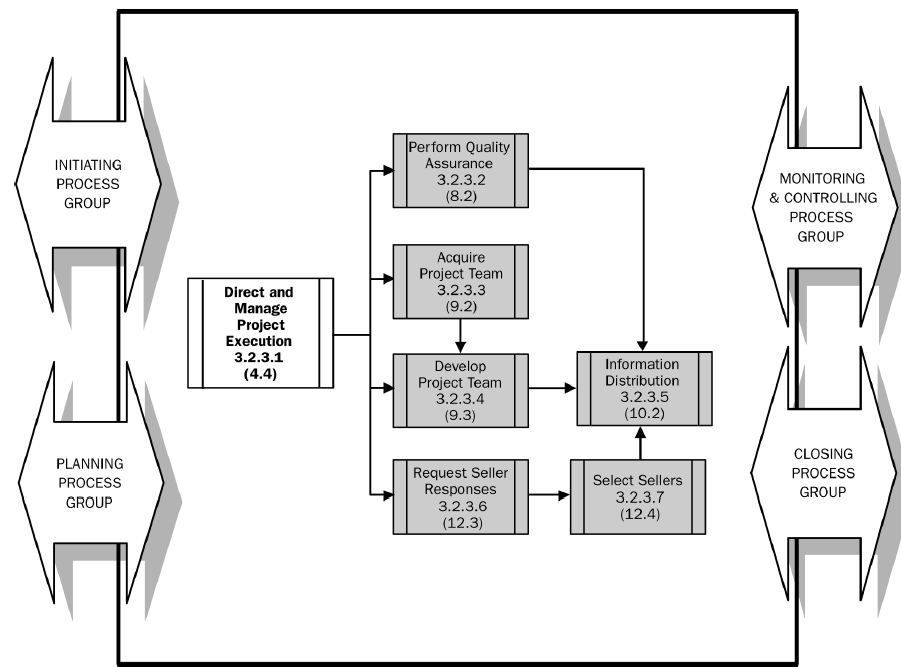 INITIATING
PROCESS
GROUP
PLANNING
PROCESS
GROUP
Direct and
Manage
Project
Execution
3.2.3.1
(4.4)
Perform Quality
Assurance
3.2.3.2
(8.2)
Acquire
Project Team
3.2.3.3
(9.2)
Develop
Project Team
3.2.3.4
(9.3)
Request Seller
Responses
3.2.3.6
(12.3)
Information
Distribution
3.2.3.5
(10.2)
Select Sellers
3.2.3.7
(12.4)
MONITORING
& CONTROLLING
PROCESS
GROUP
CLOSING
PROCESS
GROUP